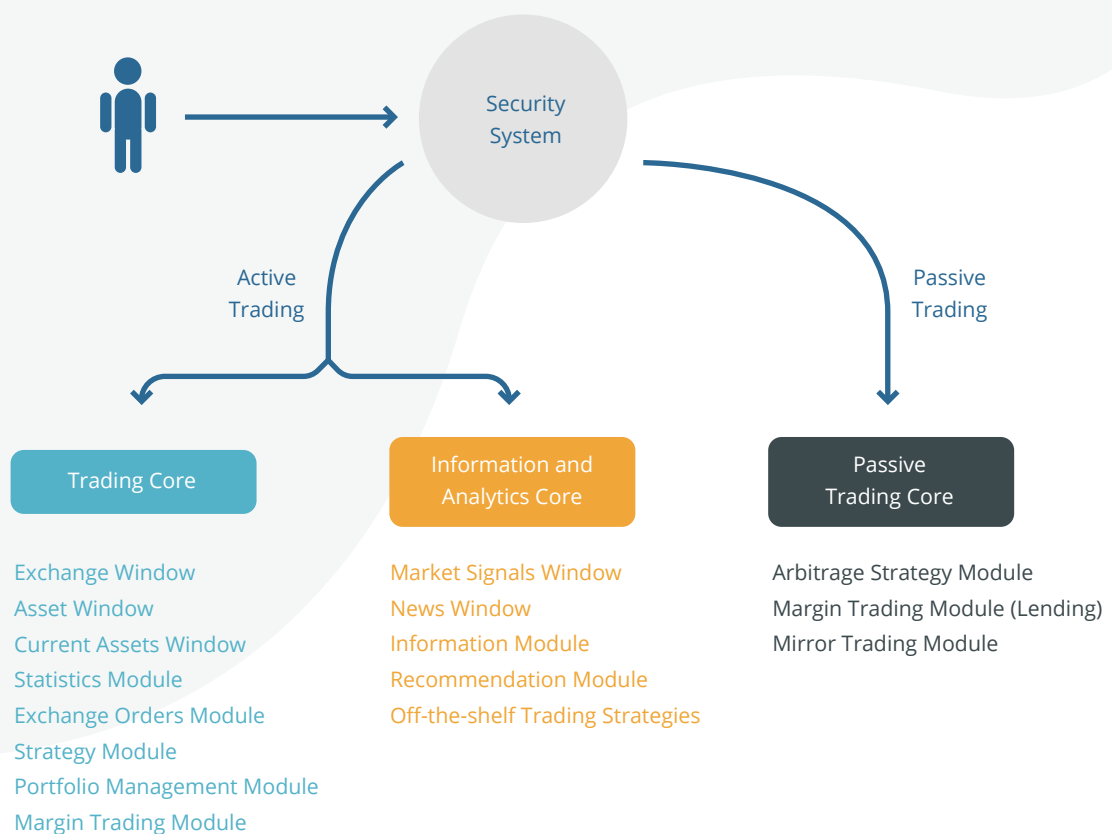 Security
System
Active
Trading
Passive
Trading
Trading Core
Exchange Window
Asset Window
Current Assets Window
Statistics Module
Exchange Orders Module
Strategy Module
Portfolio Management Module
Margin Trading Module
Information and
Analytics Core
Market Signals Window
News Window
Information Module
Recommendation Module
Off-the-shelf Trading Strategies
Passive
Trading Core
Arbitrage Strategy Module
Margin Trading Module (Lending)
Mirror Trading Module